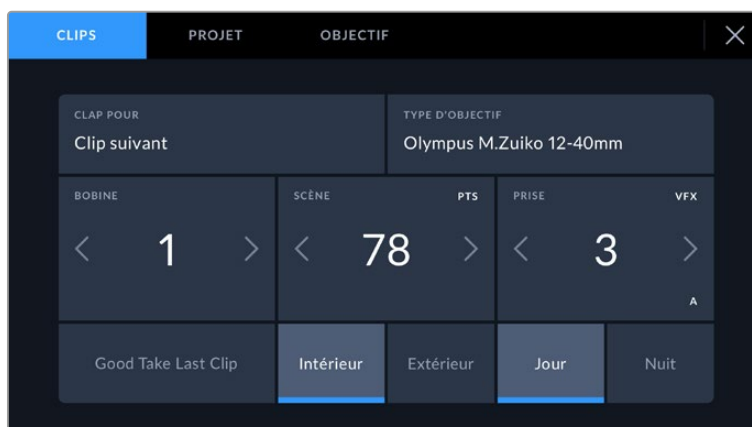 CLIPS PROJET OBJECTIF
CLAP POUR TYPE D'OBJECTIF
Clip suivant Olympus M.Zuiko 12-40mm
BOBINE SCÈNE PTS PRISE VFX
1 78 3
A
Good Take Last Clip Intérieur Extérieur Jour Nuit